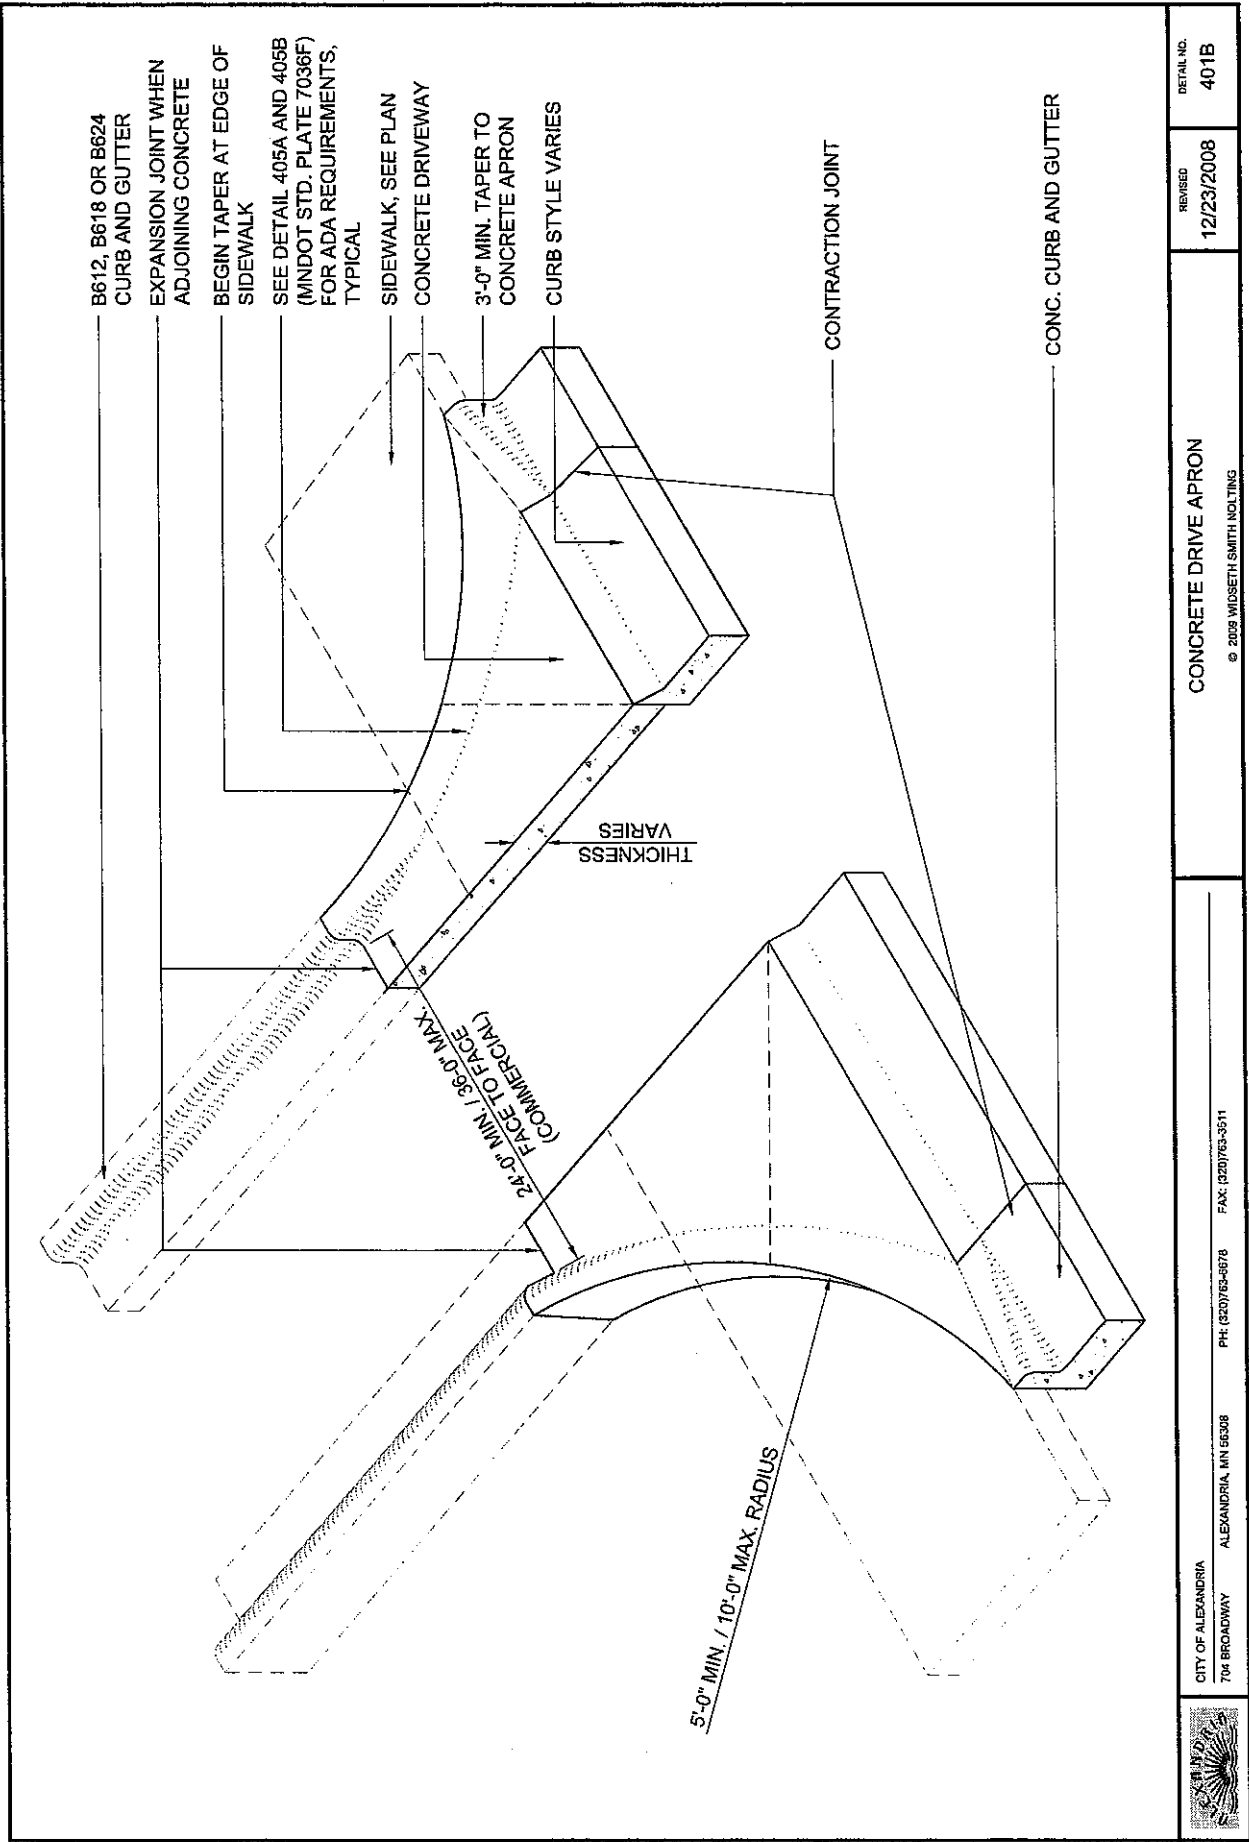 B612, B618 OR B624
CURB AND GUTTER
EXPANSION JOINT WHEN
ADJOINING CONCRETE
BEGIN TAPER AT EDGE OF
SIDEWALK
SEE DETAIL 405A AND 405B
(MNDOT STD. PLATE 7036F)
FOR ADA REQUIREMENTS,
TYPICAL
SIDEWALK, SEE PLAN
CONCRETE DRIVEWAY
3'-0" MIN. TAPER TO
CONCRETE APRON
CURB STYLE VARIES
CONTRACTION JOINT
CONC. CURB AND GUTTER
THICKNESS
VARIES
24'-0" MIN. / 36-0" MAX.
FACE TO FACE
(COMMERCIAL)
5'-0" MIN. / 10'-0" MAX. RADIUS
CITY OF ALEXANDRIA
704 BROADWAY ALEXANDRIA, MN 56308 PH: (320)763-6678 FAX: (320)763-3511
CONCRETE DRIVE APRON
© 2009 WIDSETH SMITH NOLTING
REVISED
12/23/2008
DETAIL NO.
401B